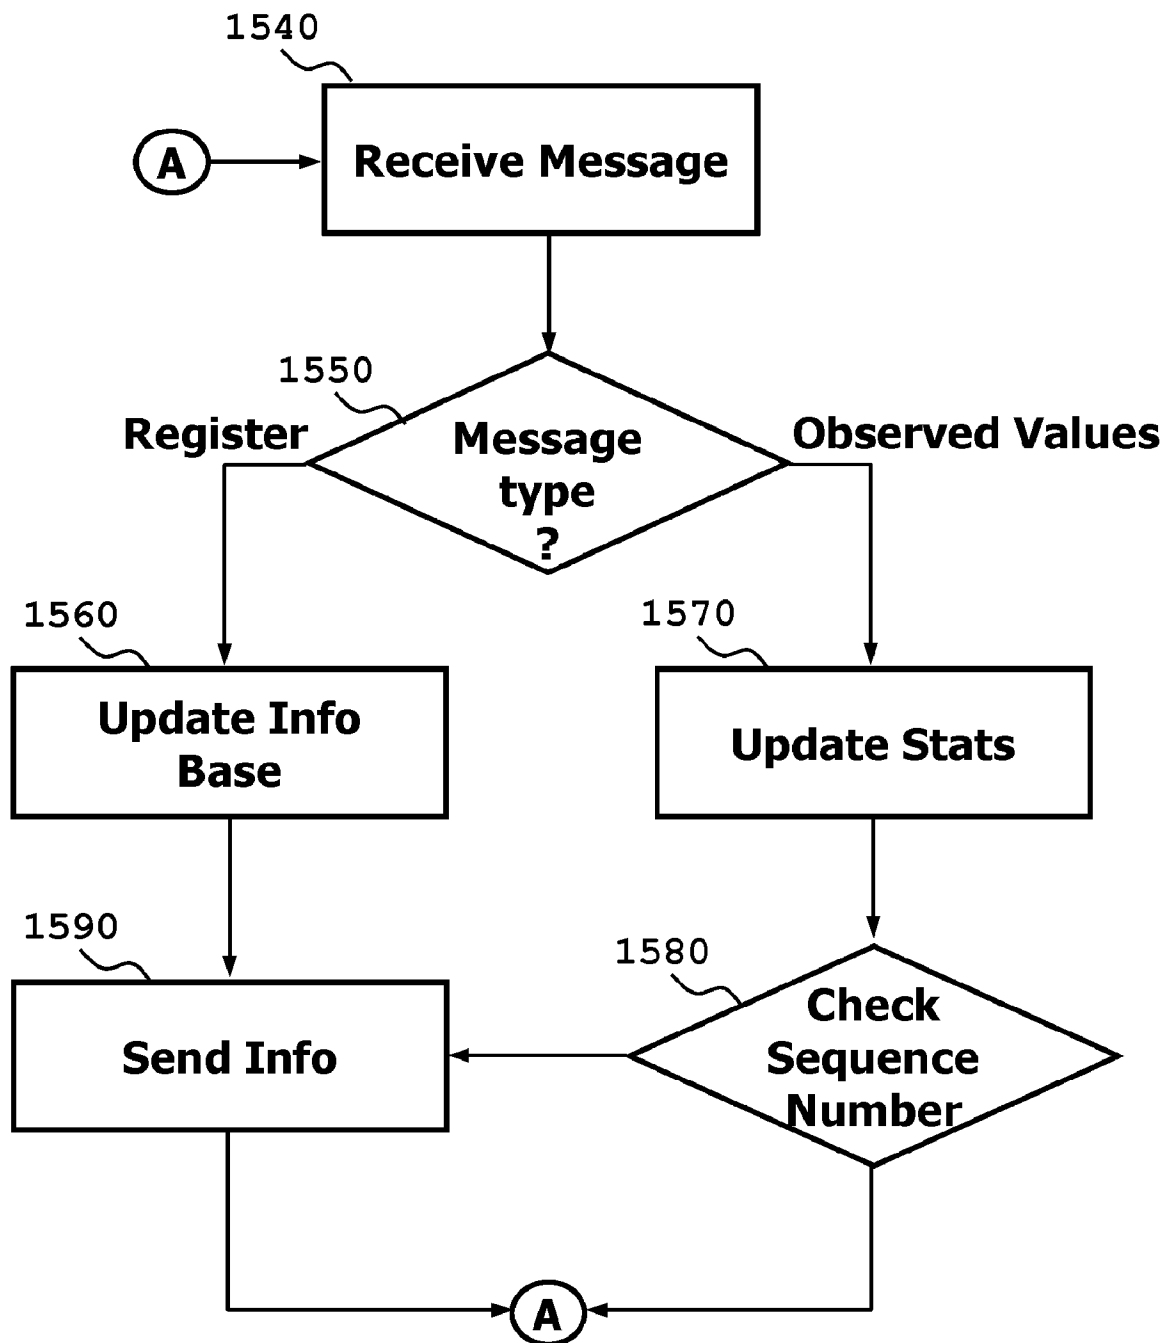 1540
A
Receive Message
1550
Register
Message
type
?
Observed Values
1560
Update Info
Base
1570
Update Stats
1590
Send Info
1580
Check
Sequence
Number
A